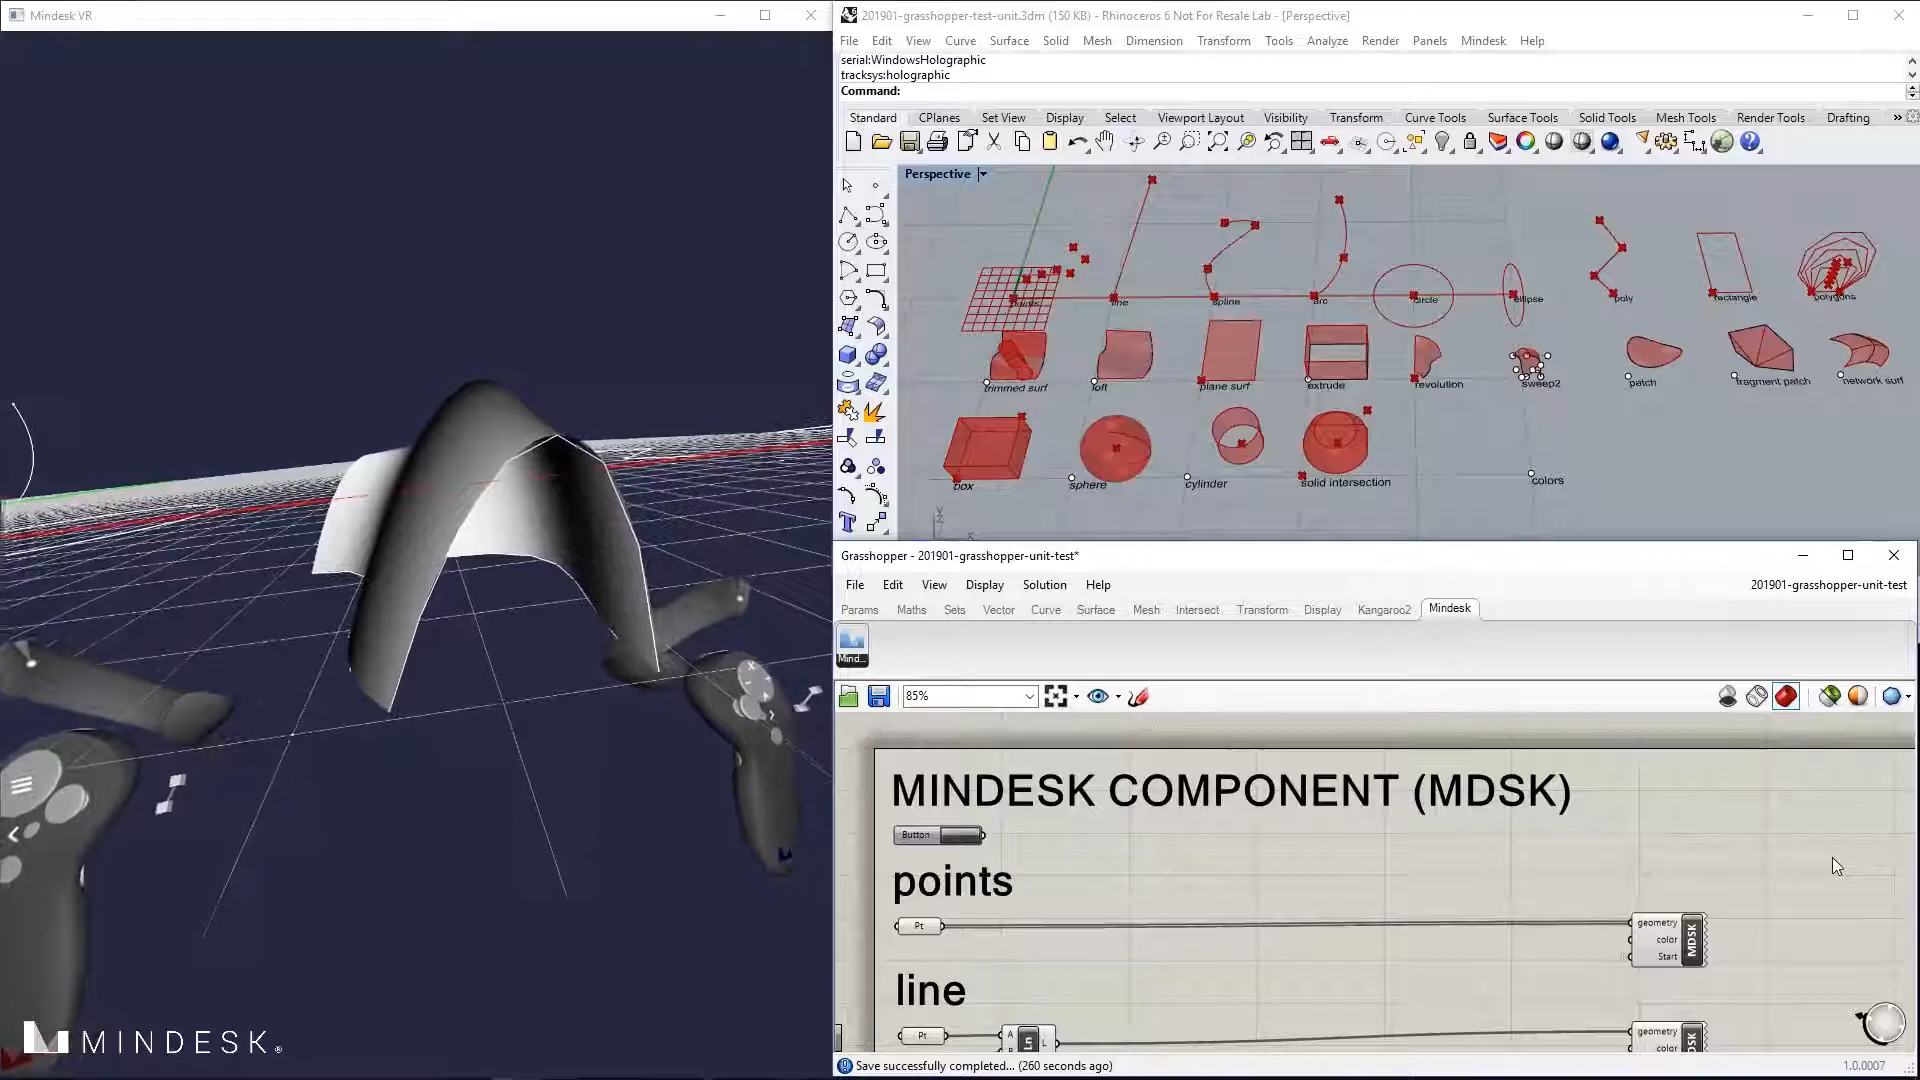 Mindesk VR
201901-grasshopper-test-unit.3dm (150 KB) - Rhinoceros 6 Not For Resale Lab - [Perspective]
File Edit View Curve Surface Solid Mesh Dimension Transform Tools Analyze Render Panels Mindesk Help
serial:WindowsHolographic
tracksys:holographic
Command:
Standard CPlanes Set View Display Select Viewport Layout Visibility Transform Curve Tools Surface Tools Solid Tools Mesh Tools Render Tools Drafting »
Perspective
points line spline arc circle ellipse poly rectangle polygons
trimmed surf loft plane surf extrude revolution sweep2 patch fragment patch network surf
box sphere cylinder solid intersection colors
Grasshopper - 201901-grasshopper-unit-test*
File Edit View Display Solution Help 201901-grasshopper-unit-test
Params Maths Sets Vector Curve Surface Mesh Intersect Transform Display Kangaroo2 Mindesk
Mind...
85%
MINDESK COMPONENT (MDSK)
Button
points
Pt geometry
color
Start
MDSK
line
Pt A Ln L geometry
color
MINDESK®
Save successfully completed... (260 seconds ago) 1.0.0007